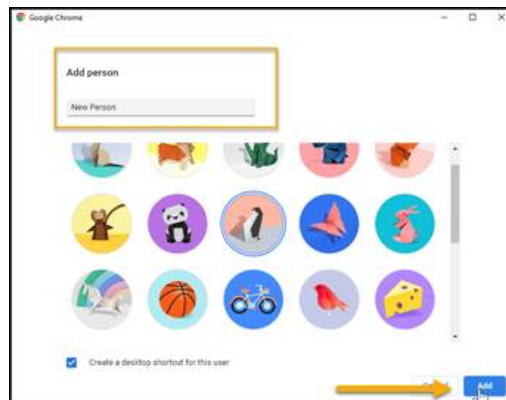 Google Chrome
Add person
New Person
Create a desktop shortcut for this user
Add